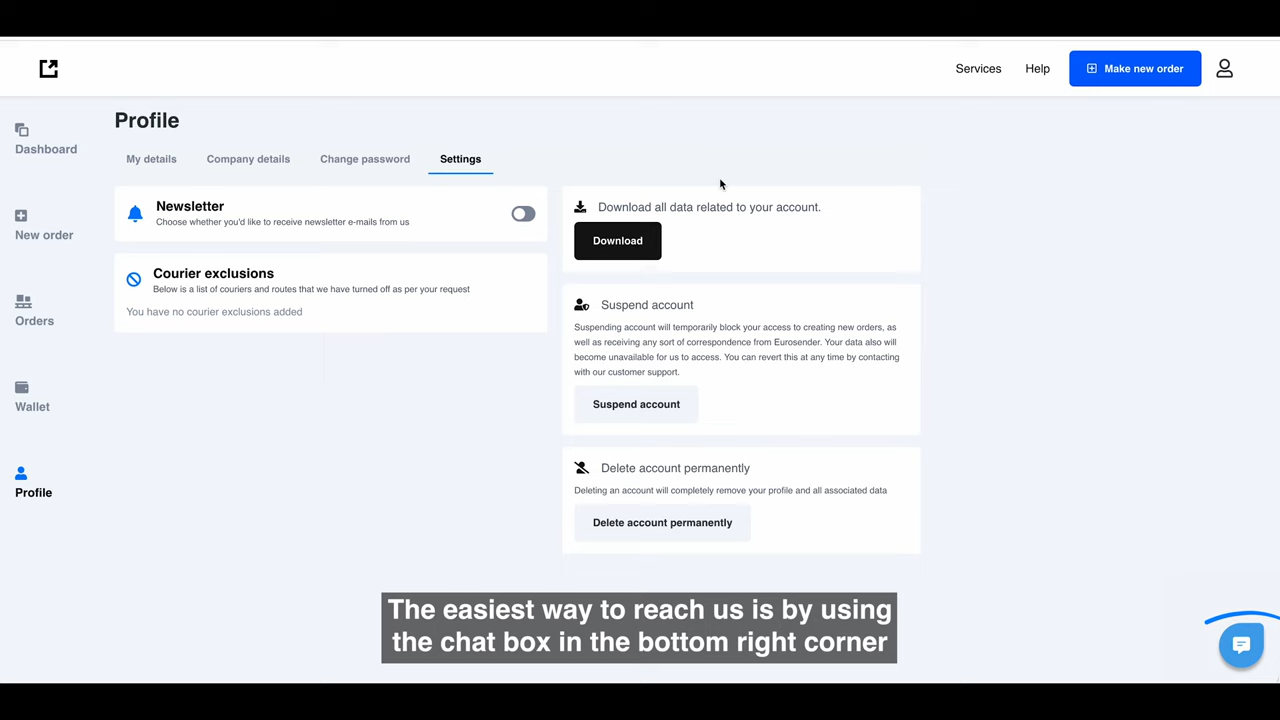 Services
Help
Make new order
Dashboard
New order
Orders
Wallet
Profile
Profile
My details
Company details
Change password
Settings
Newsletter
Choose whether you'd like to receive newsletter e-mails from us
Courier exclusions
Below is a list of couriers and routes that we have turned off as per your request
You have no courier exclusions added
Download all data related to your account.
Download
Suspend account
Suspending account will temporarily block your access to creating new orders, as
well as receiving any sort of correspondence from Eurosender. Your data also will
become unavailable for us to access. You can revert this at any time by contacting
with our customer support.
Suspend account
Delete account permanently
Deleting an account will completely remove your profile and all associated data
Delete account permanently
The easiest way to reach us is by using
the chat box in the bottom right corner